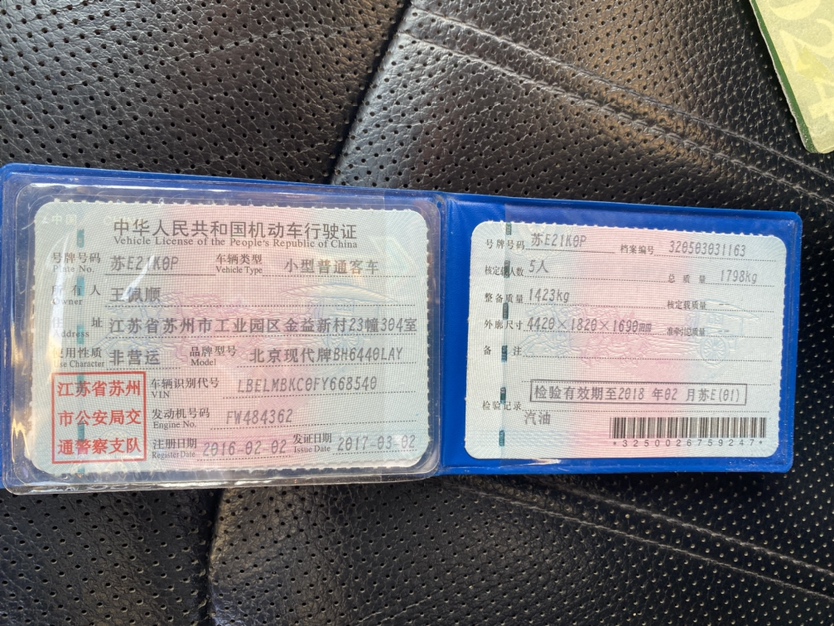 中国 CH
中华人民共和国机动车行驶证
Vehicle License of the People's Republic of China
号牌号码 苏E21K0P 车辆类型 小型普通客车
Plate No. Vehicle Type
所有人 王佩顺
Owner
住址 江苏省苏州市工业园区金益新村23幢304室
Address
使用性质 非营运 品牌型号 北京现代牌BH6440LAY
Use Character Model
江苏省苏州
市公安局交
通警察支队
车辆识别代号 LBELMBKC0FY668540
VIN
发动机号码 FW484362
Engine No.
注册日期 2016-02-02 发证日期 2017-03-02
Register Date Issue Date
号牌号码 苏E21K0P 档案编号 320503031163
核定载人数 5人 总质量 1798kg
整备质量 1423kg 核定载质量 --
外廓尺寸 4420×1820×1690mm 准牵引总质量 --
备注
检验有效期至2018年02月苏E(01)
检验记录
汽油
*3250026759247*
024